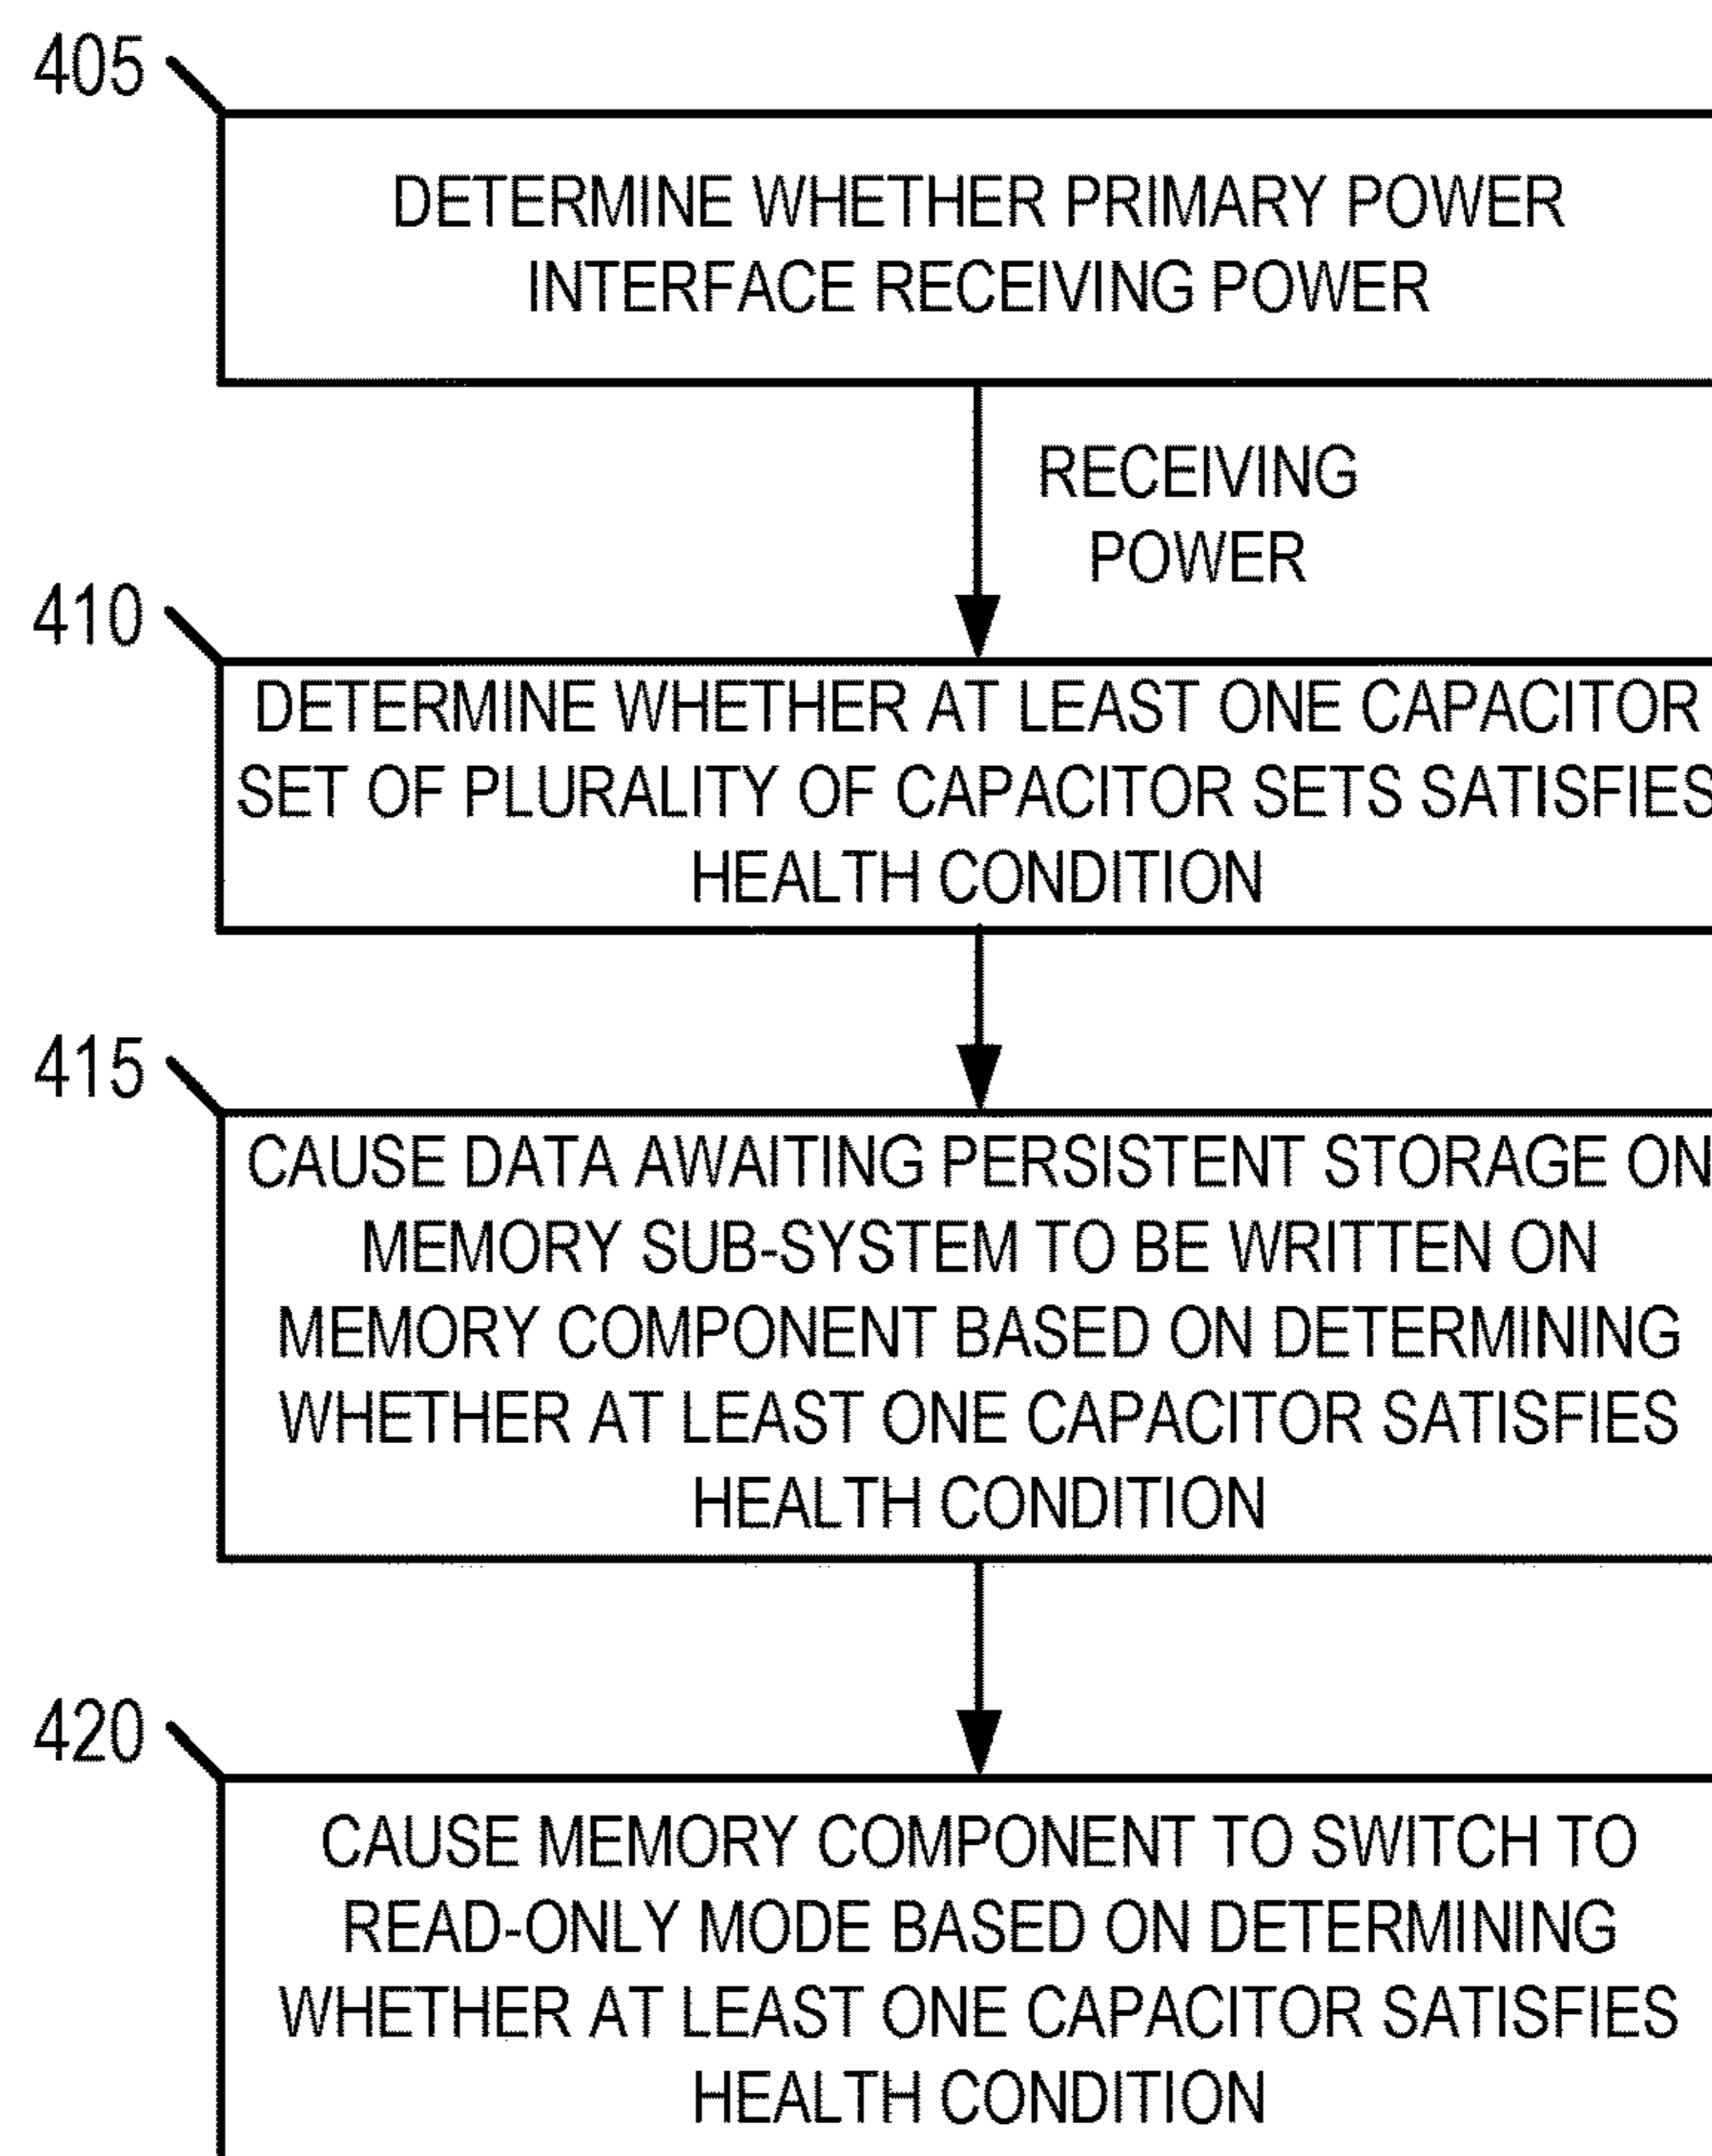 405
DETERMINE WHETHER PRIMARY POWER
INTERFACE RECEIVING POWER
RECEIVING
POWER
410
DETERMINE WHETHER AT LEAST ONE CAPACITOR
SET OF PLURALITY OF CAPACITOR SETS SATISFIES
HEALTH CONDITION
415
CAUSE DATA AWAITING PERSISTENT STORAGE ON
MEMORY SUB-SYSTEM TO BE WRITTEN ON
MEMORY COMPONENT BASED ON DETERMINING
WHETHER AT LEAST ONE CAPACITOR SATISFIES
HEALTH CONDITION
420
CAUSE MEMORY COMPONENT TO SWITCH TO
READ-ONLY MODE BASED ON DETERMINING
WHETHER AT LEAST ONE CAPACITOR SATISFIES
HEALTH CONDITION